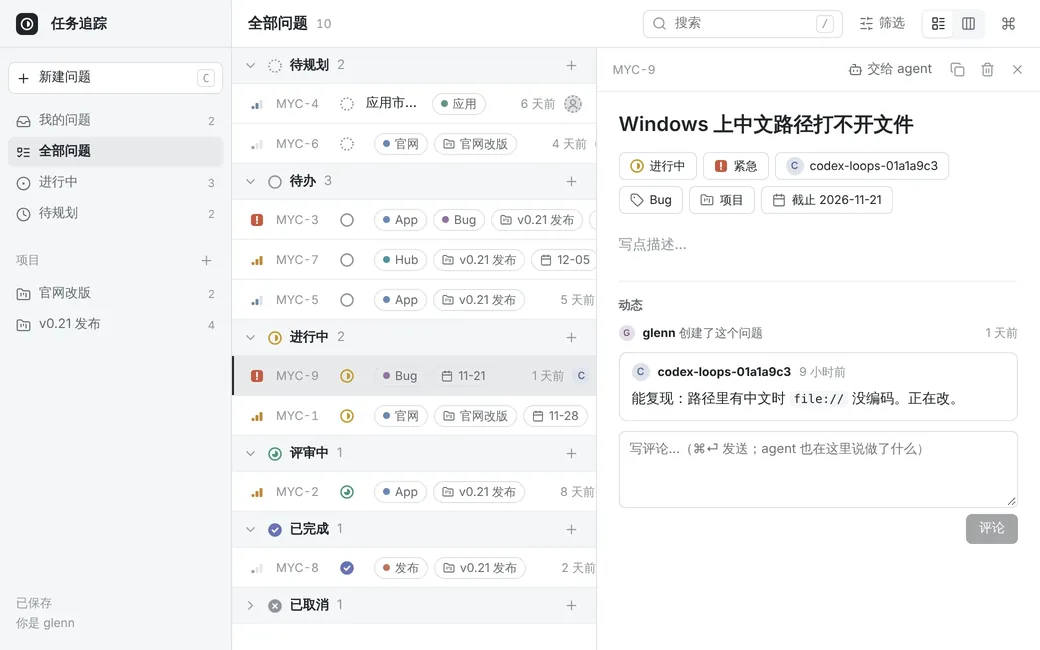 任务追踪
新建问题 C
我的问题 2
全部问题
进行中 3
待规划 2
项目
官网改版 2
v0.21 发布 4
已保存
你是 glenn
全部问题 10
搜索 /
筛选
⌘
待规划 2
MYC-4 应用市... 应用 6 天前
MYC-6 官网 官网改版 4 天前
待办 3
MYC-3 App Bug v0.21 发布
MYC-7 Hub v0.21 发布 12-05
MYC-5 App v0.21 发布 5 天前
进行中 2
MYC-9 Bug 11-21 1 天前 C
MYC-1 官网 官网改版 11-28
评审中 1
MYC-2 App v0.21 发布 8 天前
已完成 1
MYC-8 发布 v0.21 发布 2 天前
已取消 1
MYC-9 交给 agent
Windows 上中文路径打不开文件
进行中 紧急 C codex-loops-01a1a9c3
Bug 项目 截止 2026-11-21
写点描述...
动态
G glenn 创建了这个问题 1 天前
C codex-loops-01a1a9c3 9 小时前
能复现：路径里有中文时 file:// 没编码。正在改。
写评论...（⌘⏎ 发送；agent 也在这里说做了什么）
评论